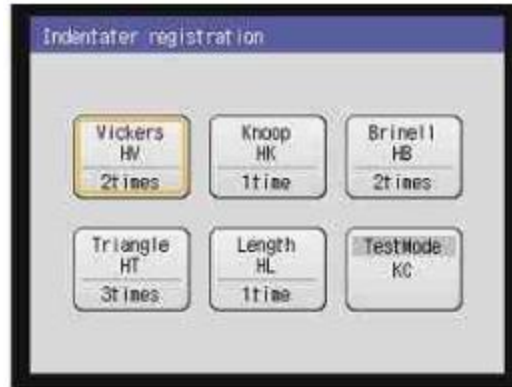 Indentater registration
Vickers
HV
2times
Knoop
HK
1time
Brinell
HB
2times
Triangle
HT
3times
Length
HL
1time
TestMode
KC